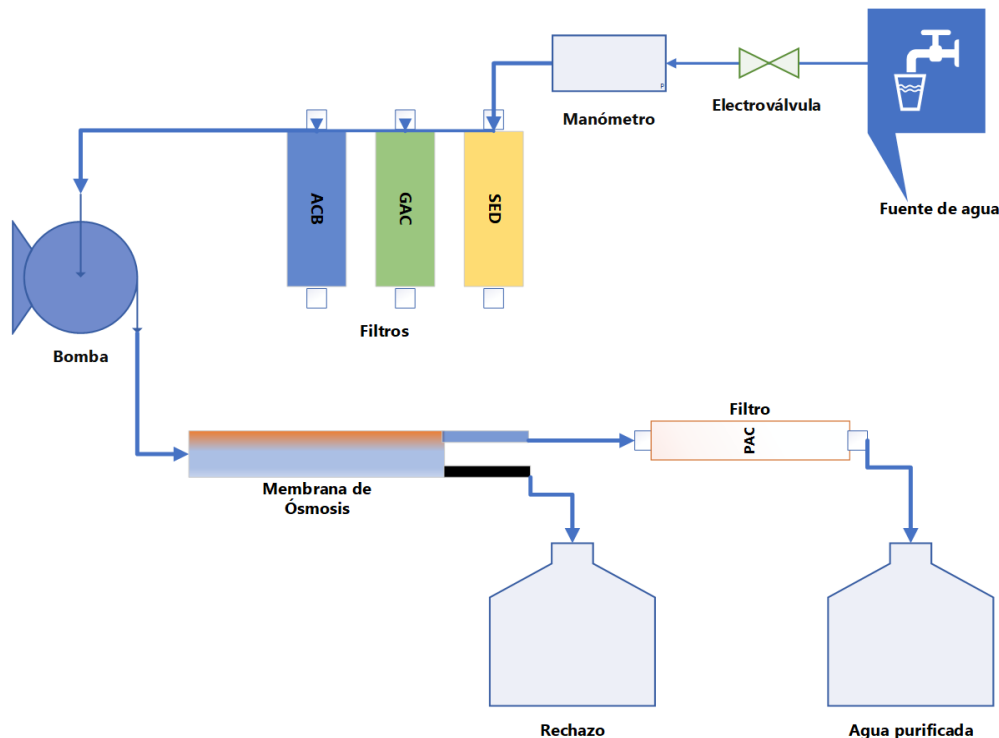 Fuente de agua
Electroválvula
Manómetro
P
SED
GAC
ACB
Filtros
Bomba
Membrana de
Ósmosis
Filtro
PAC
Rechazo
Agua purificada